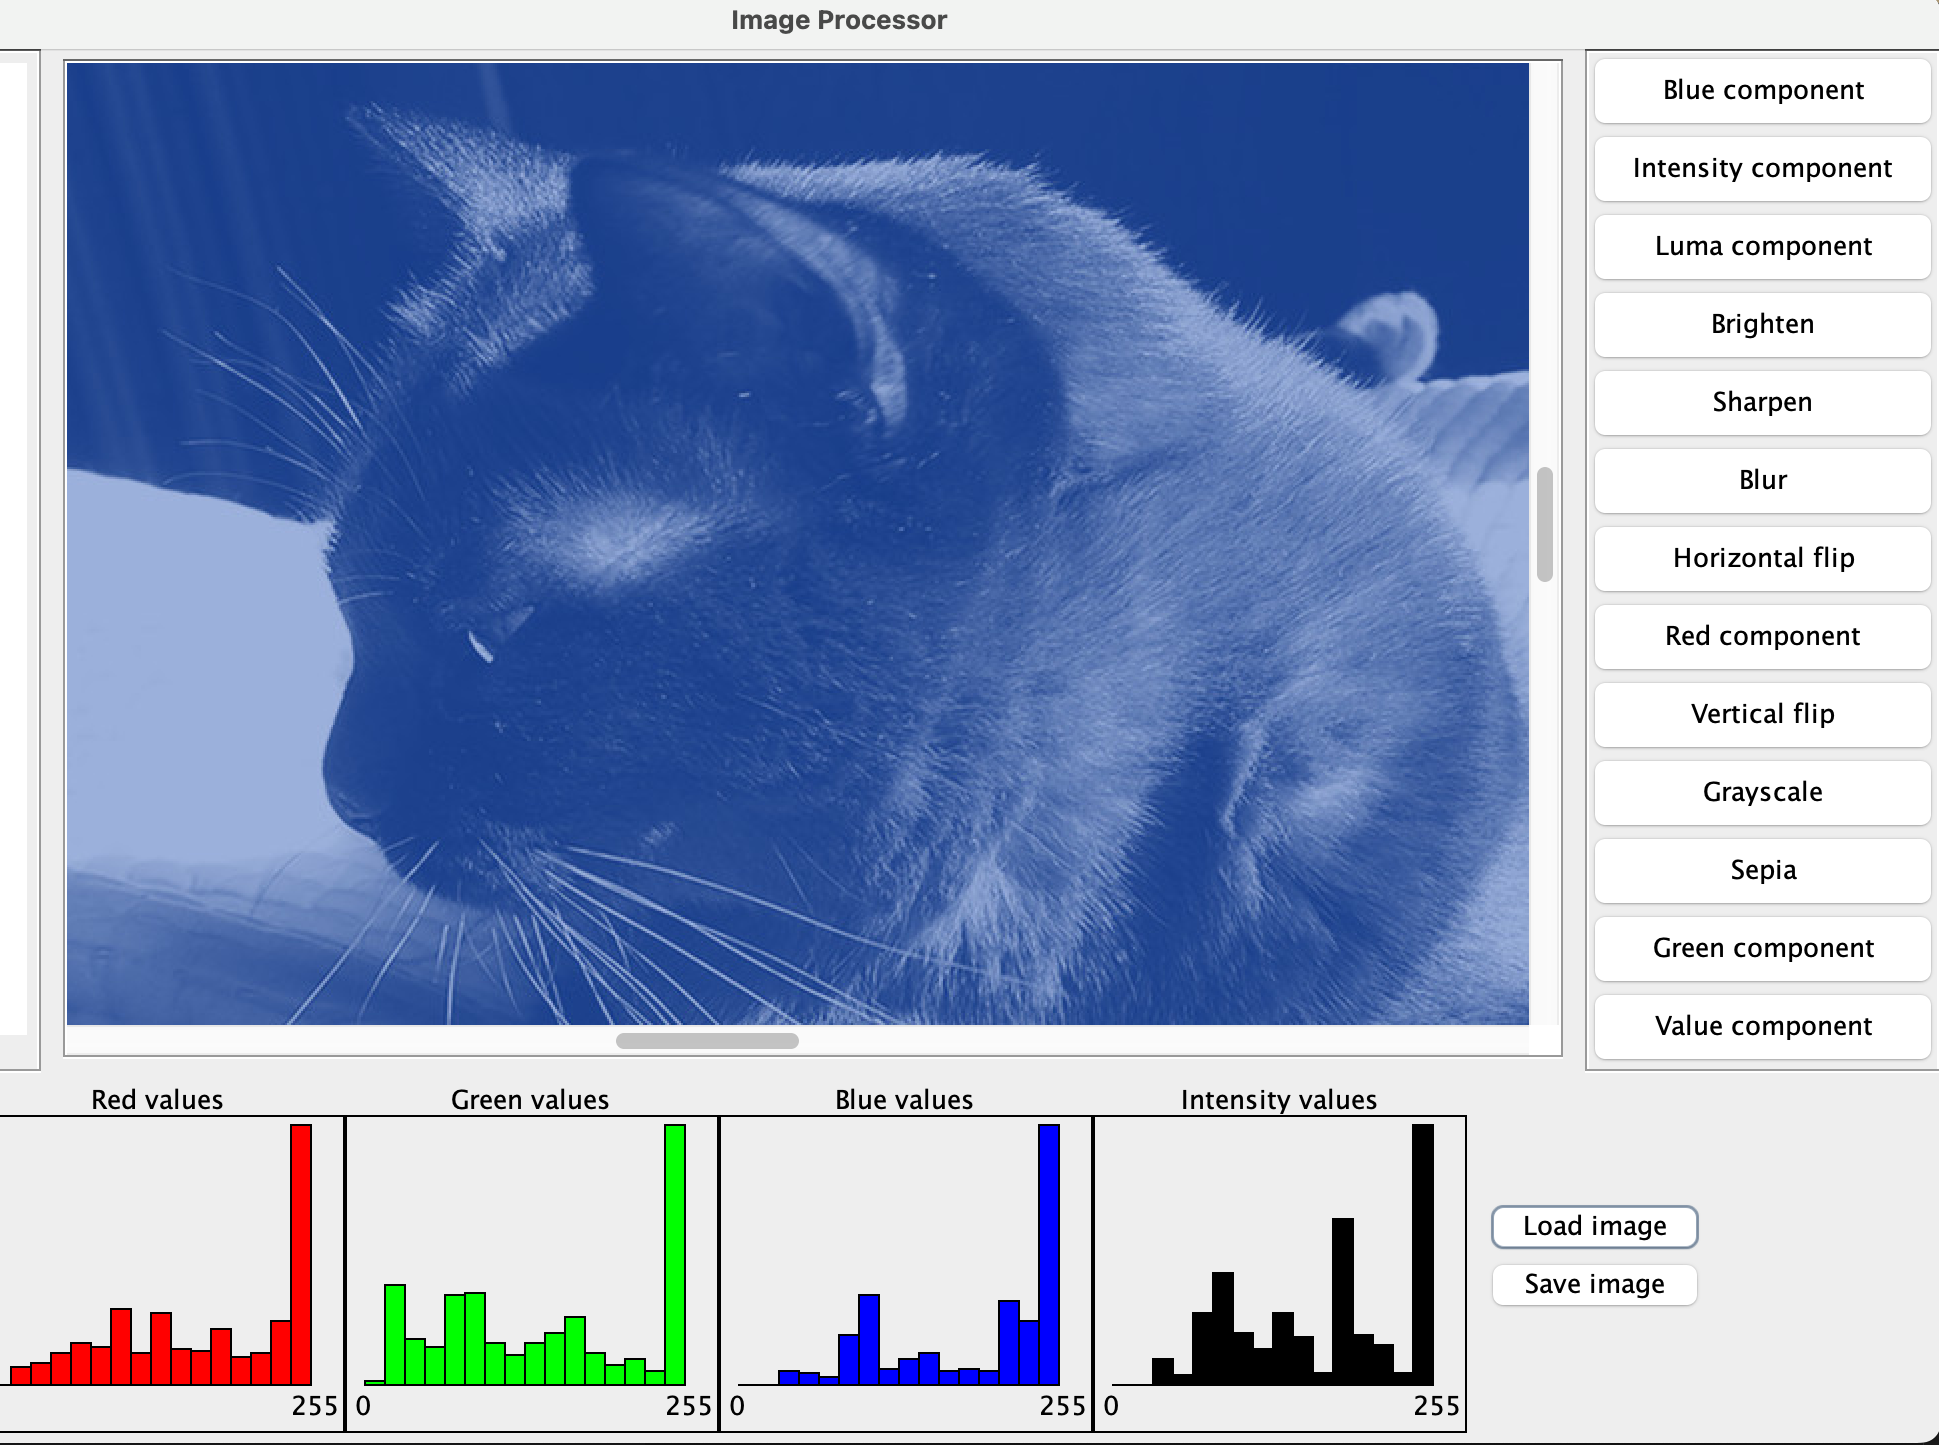 Image Processor
Blue component
Intensity component
Luma component
Brighten
Sharpen
Blur
Horizontal flip
Red component
Vertical flip
Grayscale
Sepia
Green component
Value component
Red values
Green values
Blue values
Intensity values
255
0
255
0
255
0
255
Load image
Save image